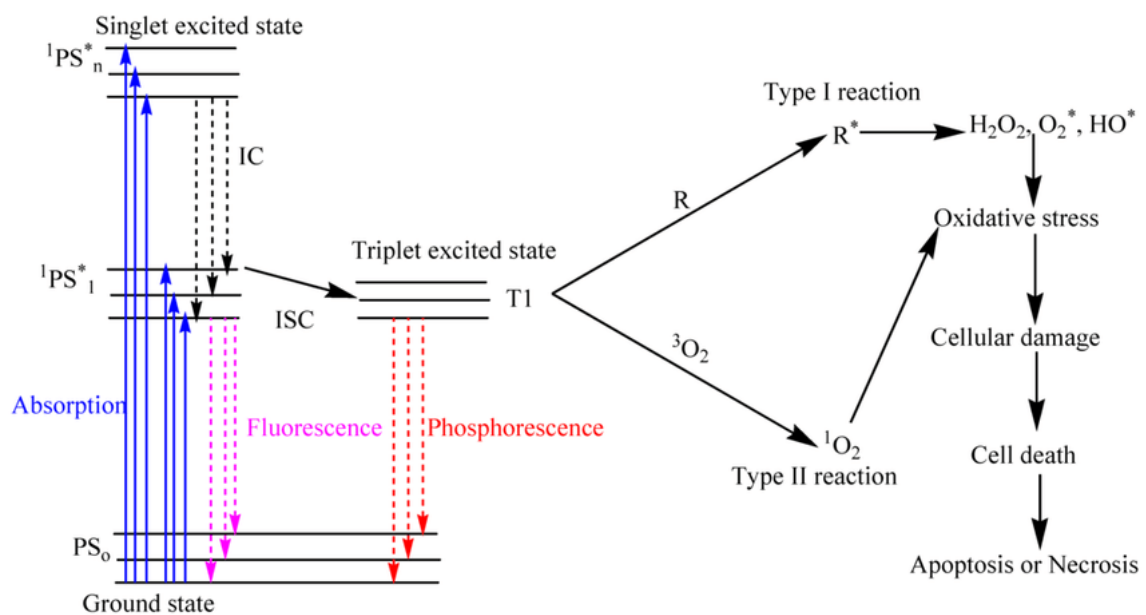 Singlet excited state
¹PS*ₙ
IC
¹PS*₁
ISC
Triplet excited state
T1
Absorption
Fluorescence
Phosphorescence
PSₒ
Ground state
Type I reaction
R
R*
H₂O₂, O₂*, HO*
³O₂
¹O₂
Type II reaction
Oxidative stress
Cellular damage
Cell death
Apoptosis or Necrosis